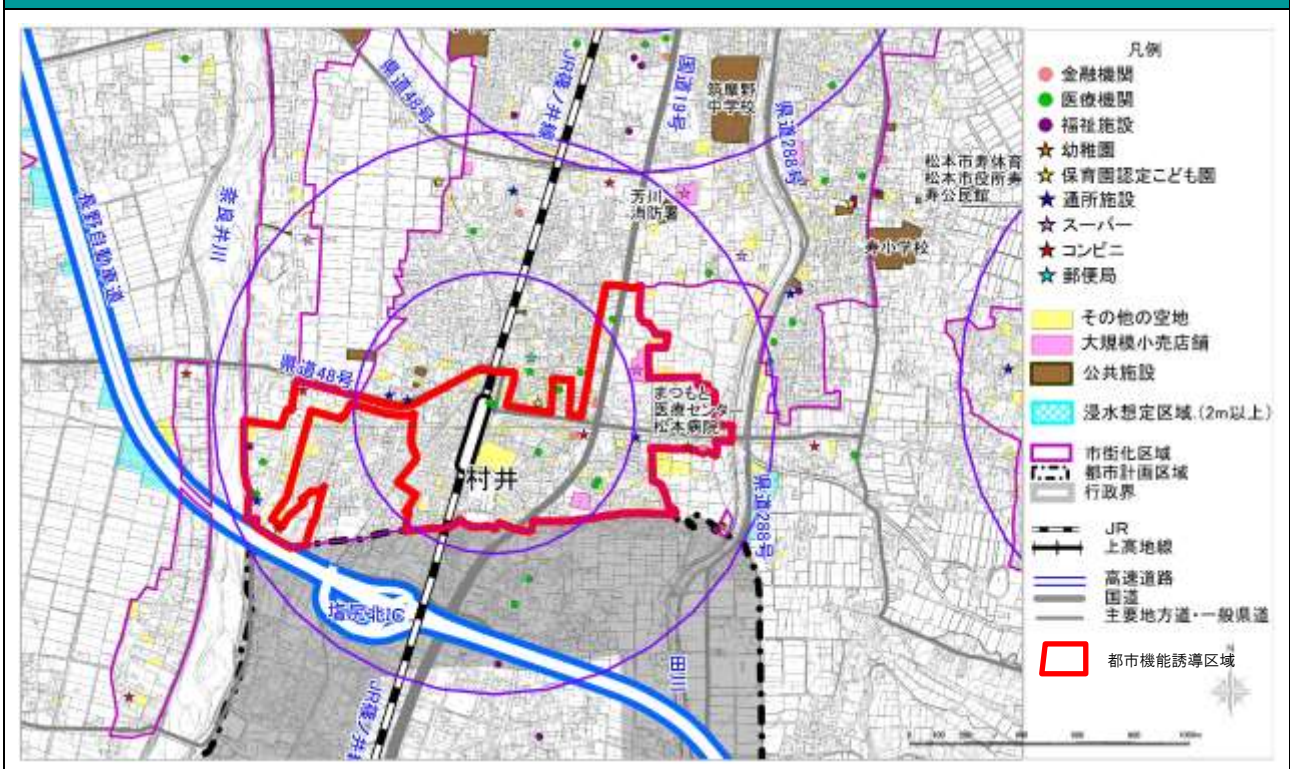 県道48号
JR篠ノ井線
国道19号
筑摩野
中学校
県道288号
松本市寿体育
松本市役所寿
寿公民館
芳川
消防署
寿小学校
奈良井川
長野自動車道
県道48号
まつもと
医療センター
松本病院
村井
県道288号
塩尻北IC
田川
JR篠ノ井線
凡例
金融機関
医療機関
福祉施設
幼稚園
保育園認定こども園
通所施設
スーパー
コンビニ
郵便局
その他の空地
大規模小売店舗
公共施設
浸水想定区域(2m以上)
市街化区域
都市計画区域
行政界
JR
上高地線
高速道路
国道
主要地方道・一般県道
都市機能誘導区域